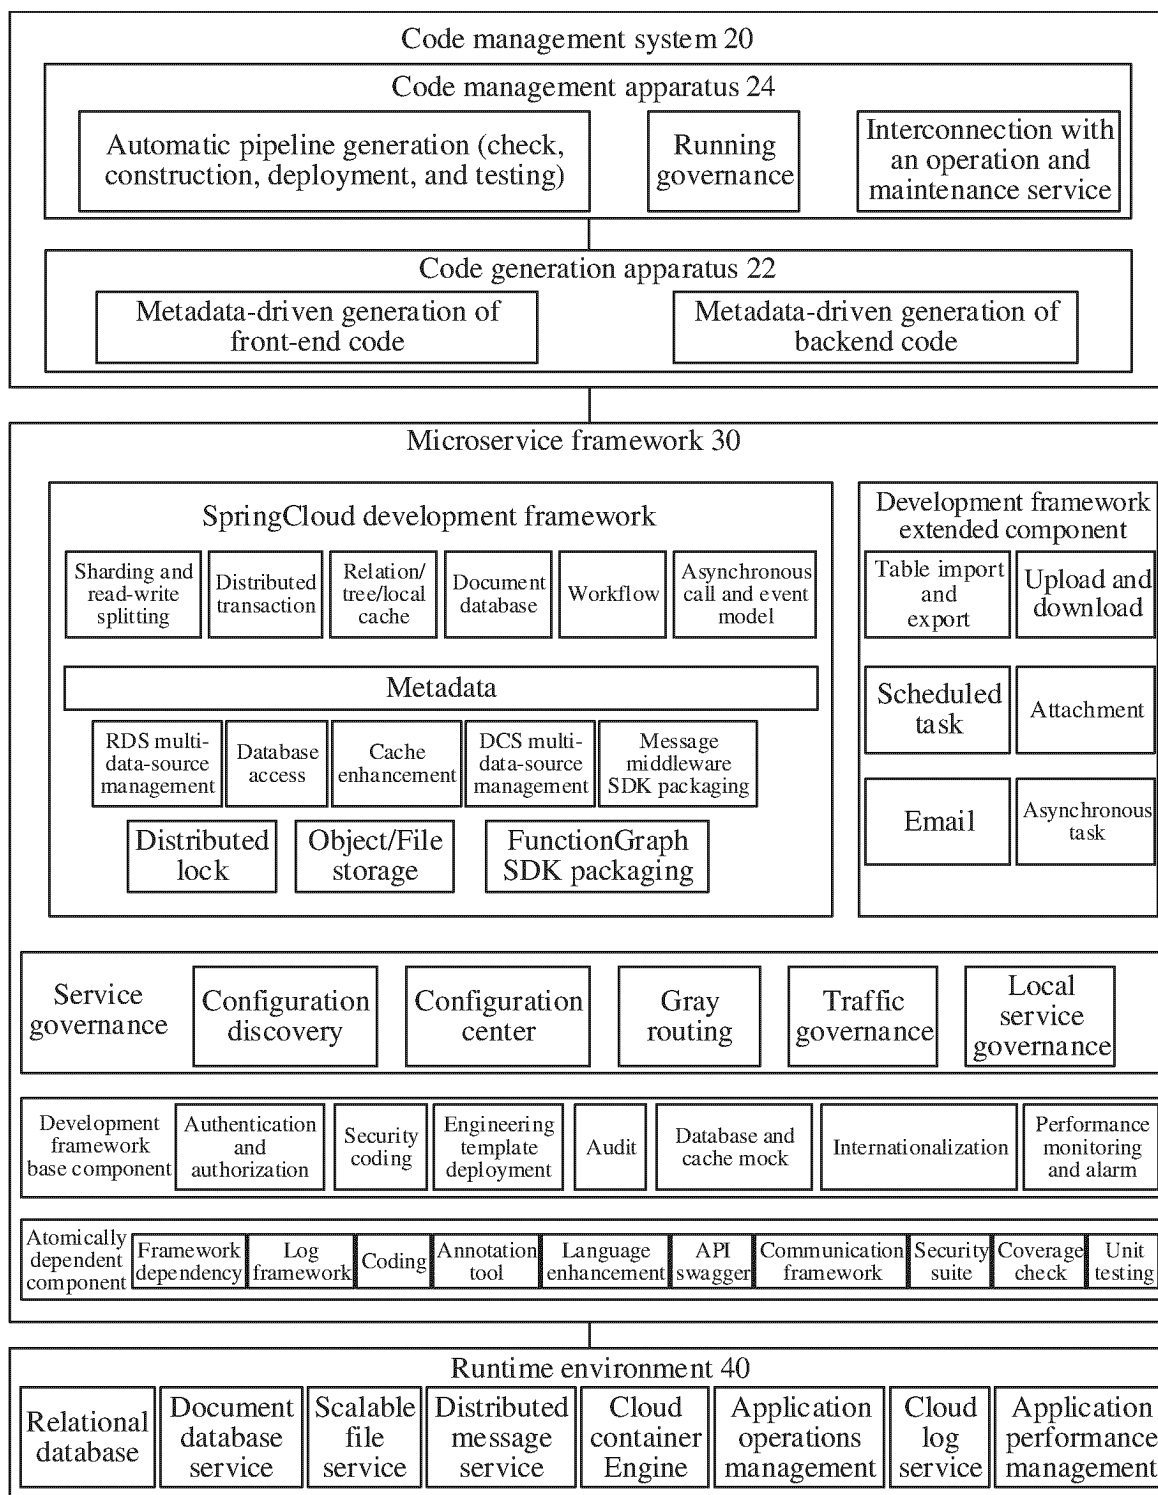 Code management system 20
Code management apparatus 24
Automatic pipeline generation (check,
construction, deployment, and testing)
Running
governance
Interconnection with
an operation and
maintenance service
Code generation apparatus 22
Metadata-driven generation of
front-end code
Metadata-driven generation of
backend code
Microservice framework 30
SpringCloud development framework
Sharding and
read-write
splitting
Distributed
transaction
Relation/
tree/local
cache
Document
database
Workflow
Asynchronous
call and event
model
Metadata
RDS multi-
data-source
management
Database
access
Cache
enhancement
DCS multi-
data-source
management
Message
middleware
SDK packaging
Distributed
lock
Object/File
storage
FunctionGraph
SDK packaging
Development framework
extended component
Table import
and
export
Upload and
download
Scheduled
task
Attachment
Email
Asynchronous
task
Service
governance
Configuration
discovery
Configuration
center
Gray
routing
Traffic
governance
Local
service
governance
Development
framework
base component
Authentication
and
authorization
Security
coding
Engineering
template
deployment
Audit
Database and
cache mock
Internationalization
Performance
monitoring
and alarm
Atomically
dependent
component
Framework
dependency
Log
framework
Coding
Annotation
tool
Language
enhancement
API
swagger
Communication
framework
Security
suite
Coverage
check
Unit
testing
Runtime environment 40
Relational
database
Document
database
service
Scalable
file
service
Distributed
message
service
Cloud
container
Engine
Application
operations
management
Cloud
log
service
Application
performance
management